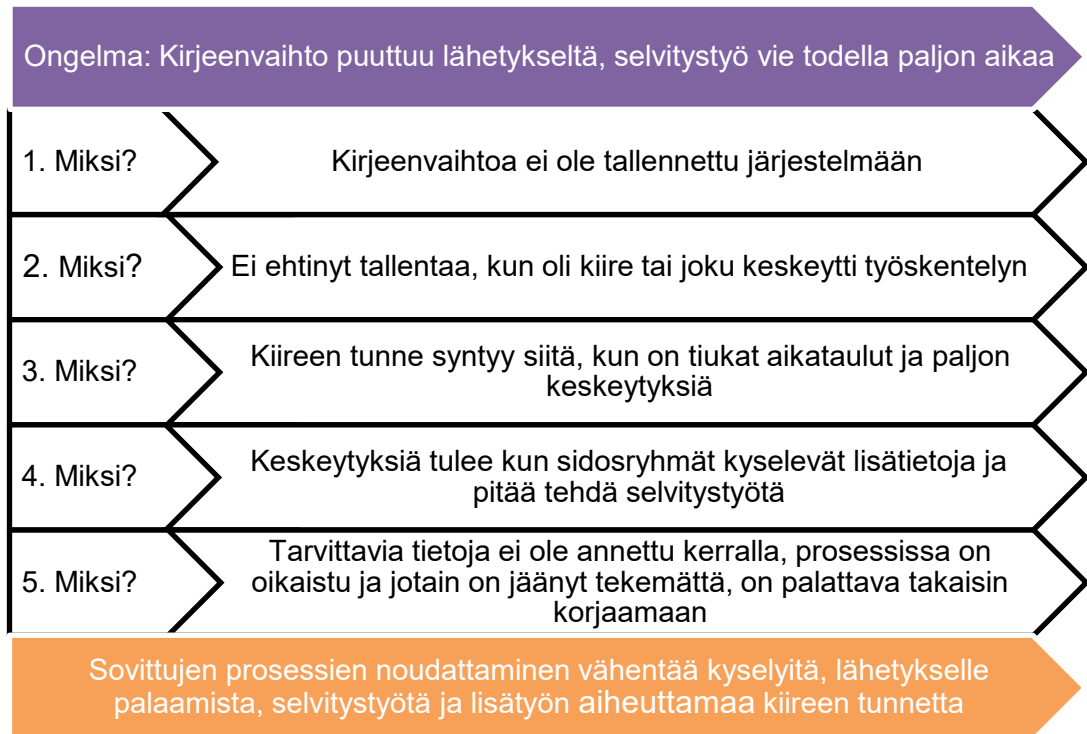 Ongelma: Kirjeenvaihto puuttuu lähetykseltä, selvitystyö vie todella paljon aikaa
1. Miksi?
Kirjeenvaihtoa ei ole tallennettu järjestelmään
2. Miksi?
Ei ehtinyt tallentaa, kun oli kiire tai joku keskeytti työskentelyn
3. Miksi?
Kiireen tunne syntyy siitä, kun on tiukat aikataulut ja paljon
keskeytyksiä
4. Miksi?
Keskeytyksiä tulee kun sidosryhmät kyselevät lisätietoja ja
pitää tehdä selvitystyötä
5. Miksi?
Tarvittavia tietoja ei ole annettu kerralla, prosessissa on
oikaistu ja jotain on jäänyt tekemättä, on palattava takaisin
korjaamaan
Sovittujen prosessien noudattaminen vähentää kyselyitä, lähetykselle
palaamista, selvitystyötä ja lisätyön aiheuttamaa kiireen tunnetta